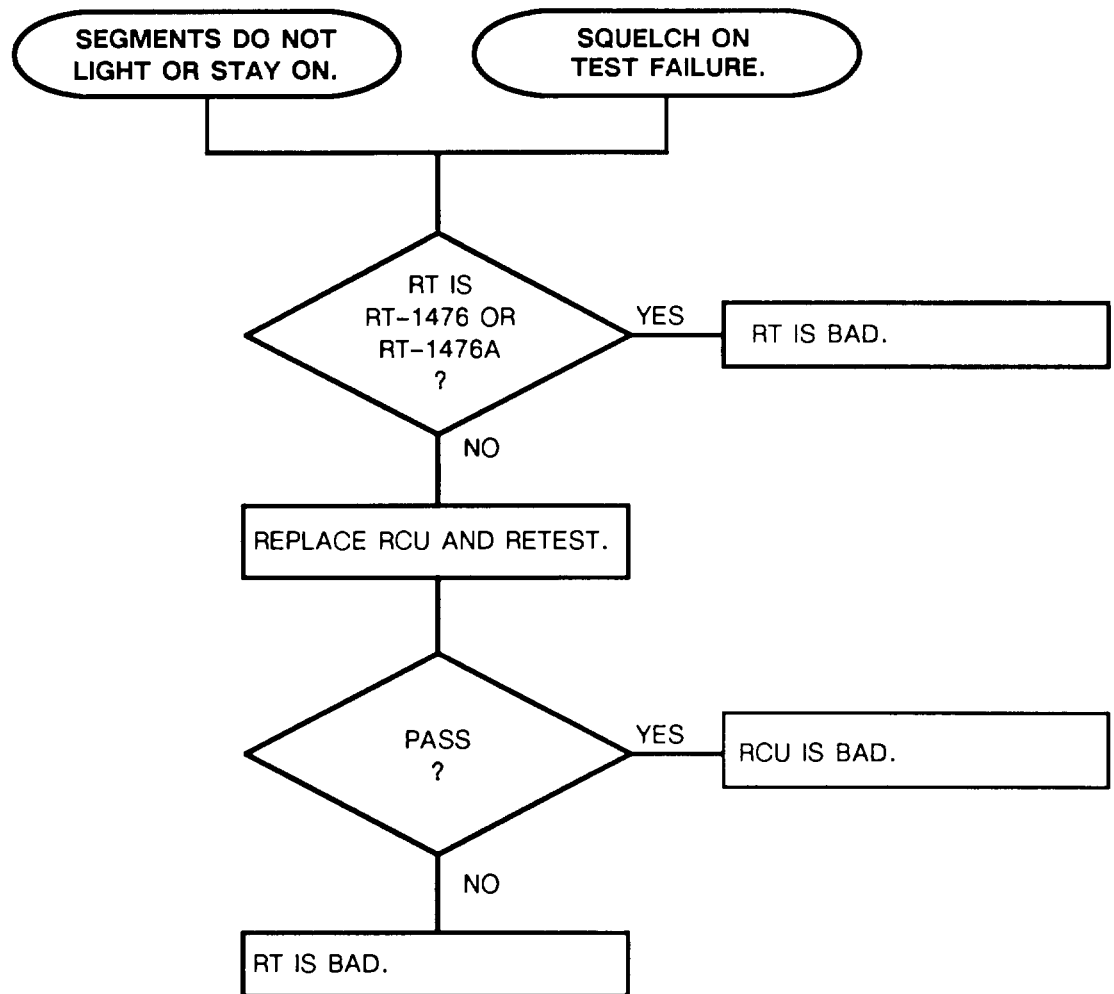 SEGMENTS DO NOT
LIGHT OR STAY ON.
SQUELCH ON
TEST FAILURE.
RT IS
RT-1476 OR
RT-1476A
?
YES
RT IS BAD.
NO
REPLACE RCU AND RETEST.
PASS
?
YES
RCU IS BAD.
NO
RT IS BAD.